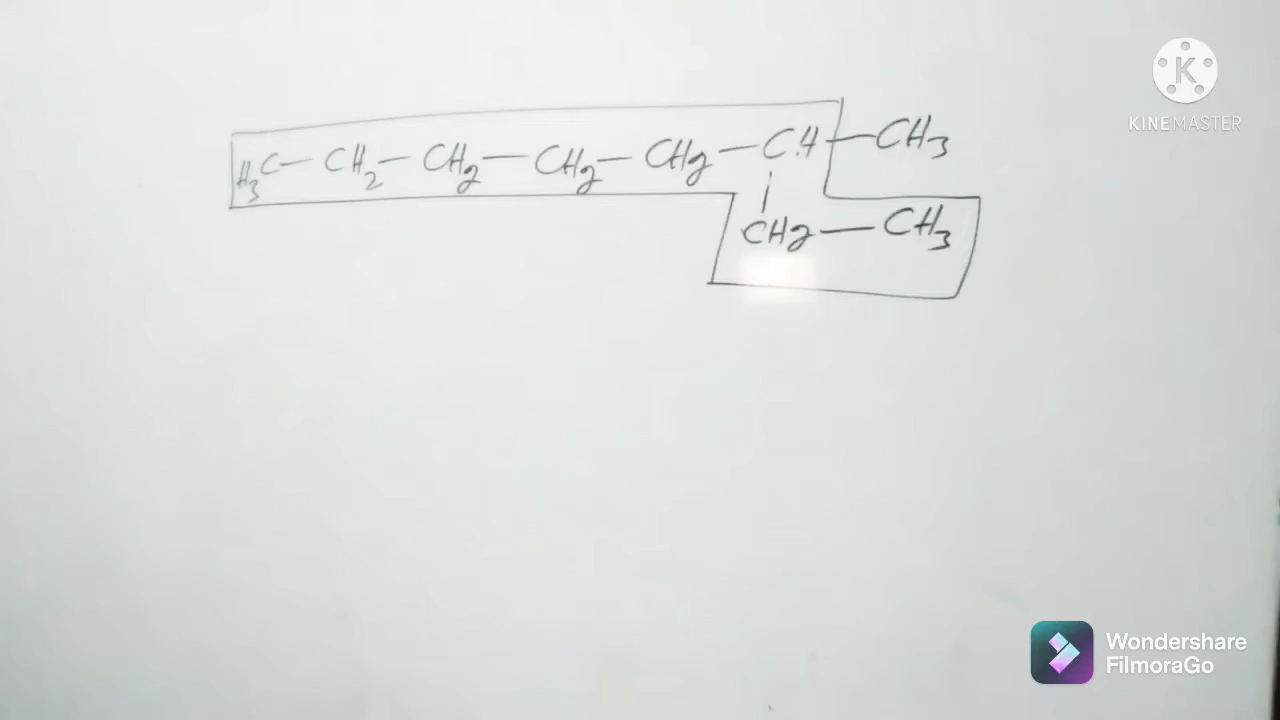 H3C — CH2 — CH2 — CH2 — CH2 — CH — CH3
CH2 — CH3
K
KINEMASTER
Wondershare
FilmoraGo